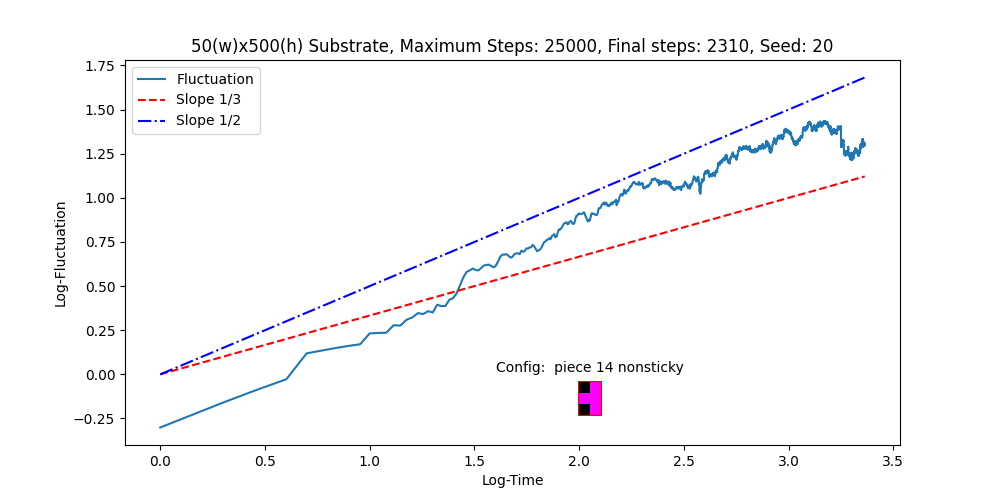 50(w)x500(h) Substrate, Maximum Steps: 25000, Final steps: 2310, Seed: 20
Log-Fluctuation
1.75
1.50
1.25
1.00
0.75
0.50
0.25
0.00
−0.25
Fluctuation
Slope 1/3
Slope 1/2
Config:  piece 14 nonsticky
0.0 0.5 1.0 1.5 2.0 2.5 3.0 3.5
Log-Time